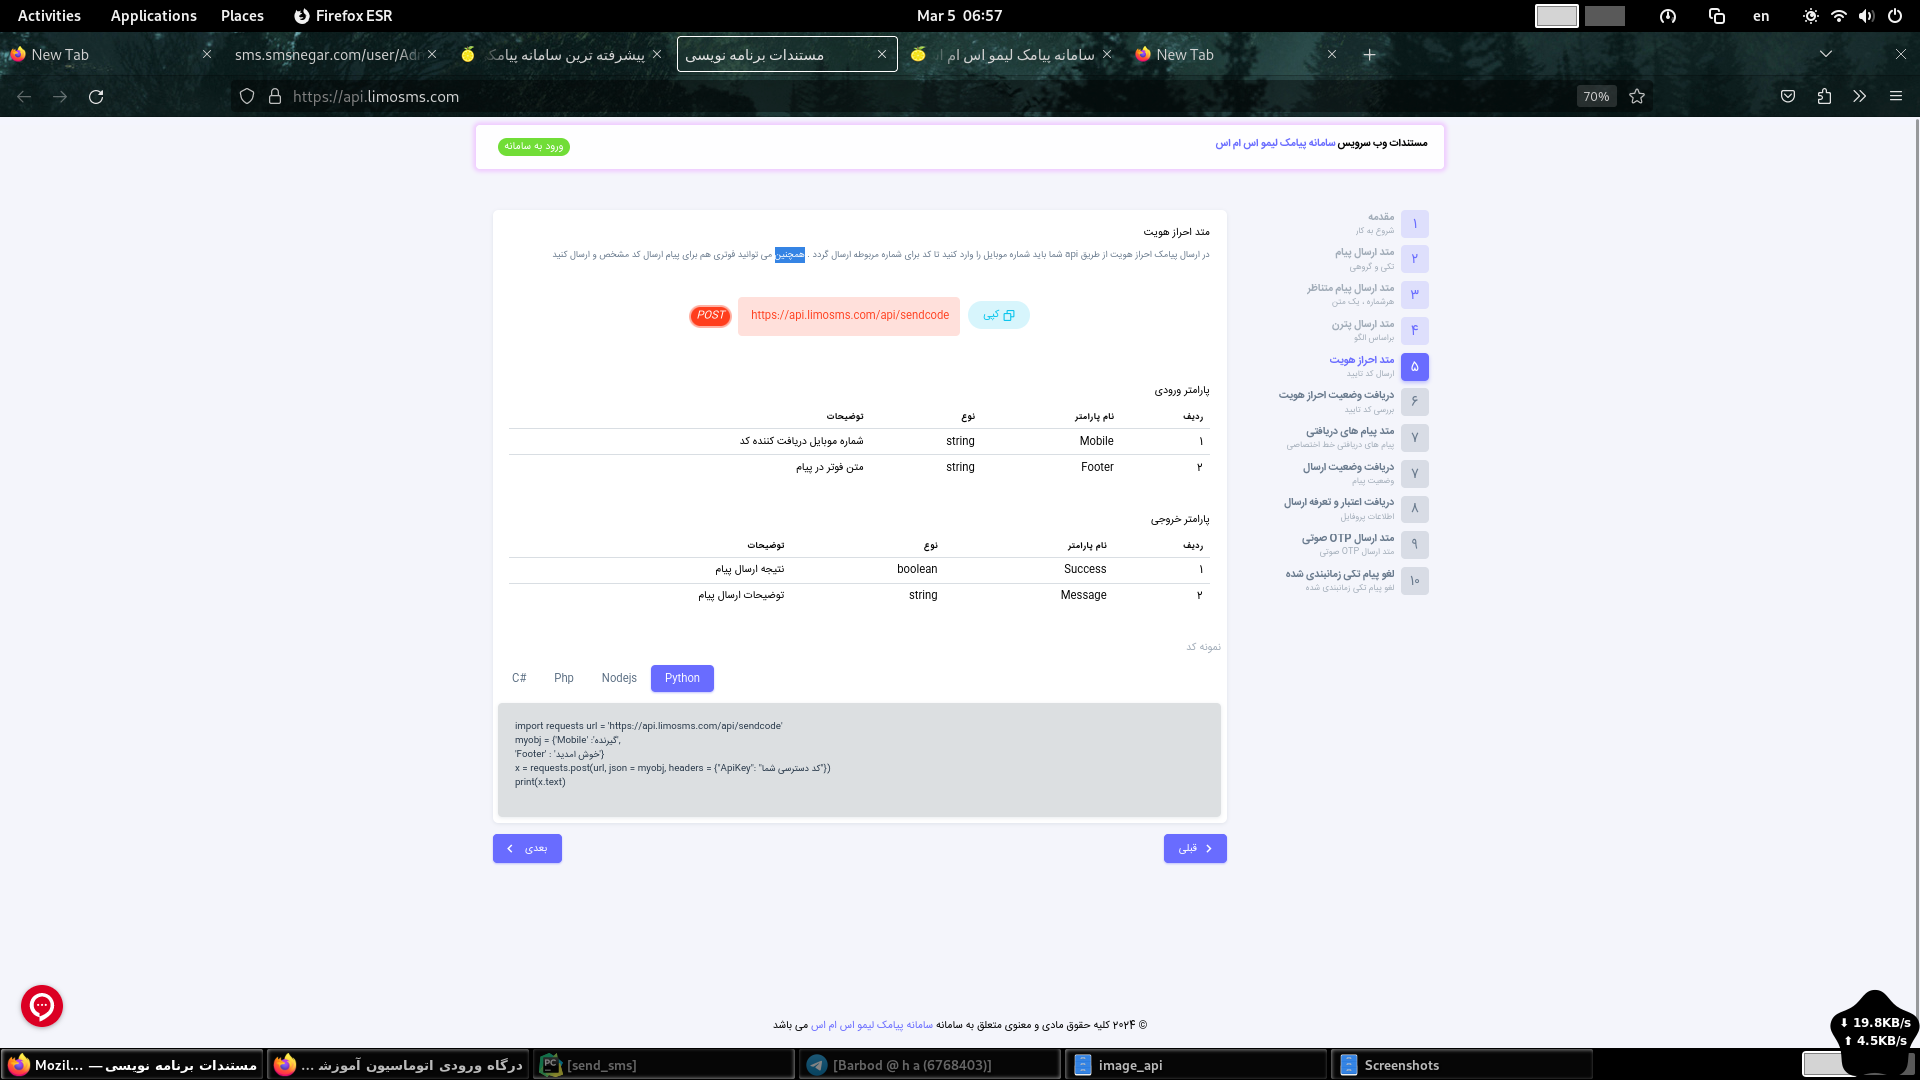 Activities Applications Places Firefox ESR Mar 5 06:57 en
New Tab
sms.smsnegar.com/user/Adr
پیشرفته ترین سامانه پیامک
مستندات برنامه نویسی
سامانه پیامک لیمو اس ام ا
New Tab
https://api.limosms.com 70%
مستندات وب سرویس سامانه پیامک لیمو اس ام اس
ورود به سامانه
متد احراز هویت
در ارسال پیامک احراز هویت از طریق api شما باید شماره موبایل را وارد کنید تا کد برای شماره مربوطه ارسال گردد . همچنین می توانید فوتری هم برای پیام ارسال کد مشخص و ارسال کنید
کپی https://api.limosms.com/api/sendcode POST
پارامتر ورودی
ردیف نام پارامتر نوع توضیحات
۱ Mobile string شماره موبایل دریافت کننده کد
۲ Footer string متن فوتر در پیام
پارامتر خروجی
ردیف نام پارامتر نوع توضیحات
۱ Success boolean نتیجه ارسال پیام
۲ Message string توضیحات ارسال پیام
نمونه کد
C# Php Nodejs Python
import requests url = 'https://api.limosms.com/api/sendcode'
myobj = {'Mobile' :'گیرنده',
'Footer' : 'خوش امدید'}
x = requests.post(url, json = myobj, headers = {"ApiKey": "کد دسترسی شما"})
print(x.text)
قبلی
بعدی
۱ مقدمه
شروع به کار
۲ متد ارسال پیام
تکی و گروهی
۳ متد ارسال پیام متناظر
هرشماره ، یک متن
۴ متد ارسال پترن
براساس الگو
۵ متد احراز هویت
ارسال کد تایید
۶ دریافت وضعیت احراز هویت
بررسی کد تایید
۷ متد پیام های دریافتی
پیام های دریافتی خط اختصاصی
۷ دریافت وضعیت ارسال
وضعیت پیام
۸ دریافت اعتبار و تعرفه ارسال
اطلاعات پروفایل
۹ متد ارسال OTP صوتی
متد ارسال OTP صوتی
۱۰ لغو پیام تکی زمانبندی شده
لغو پیام تکی زمانبندی شده
© ۲۰۲۴ کلیه حقوق مادی و معنوی متعلق به سامانه سامانه پیامک لیمو اس ام اس می باشد
⬇ 19.8KB/s
⬆ 4.5KB/s
مستندات برنامه نویسی — Mozil...
درگاه ورودی اتوماسیون آموزشـ ...
[send_sms]
[Barbod @ h a (6768403)]
image_api
Screenshots